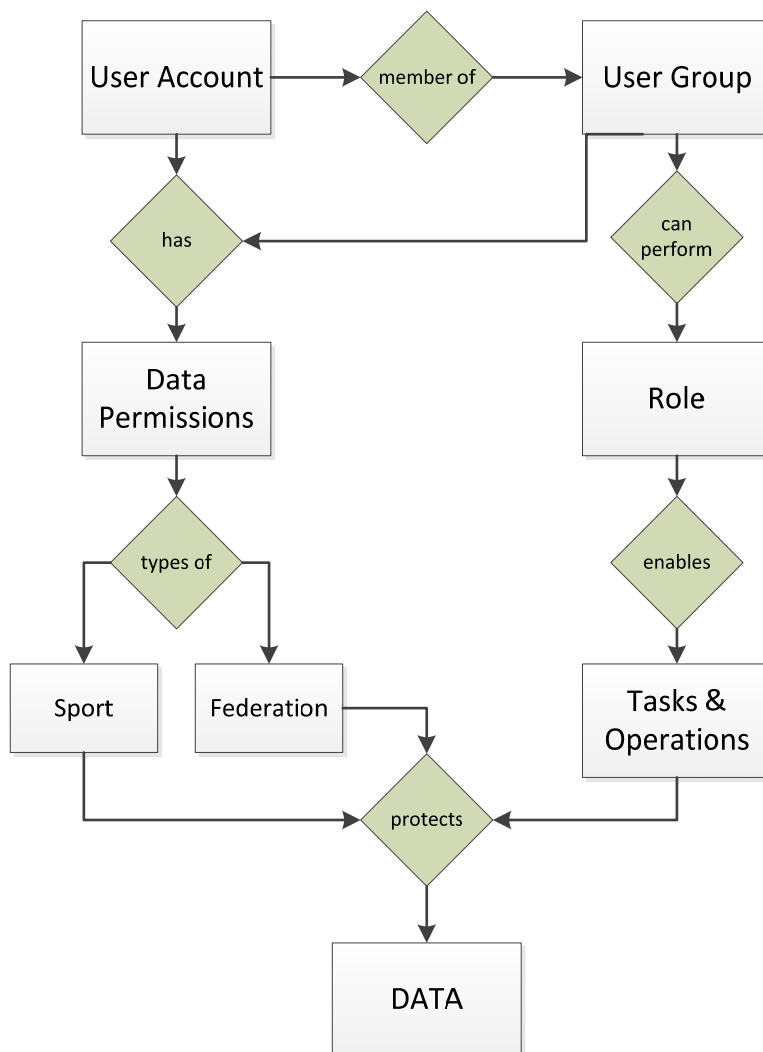 User Account
member of
User Group
has
can
perform
Data
Permissions
Role
types of
enables
Sport
Federation
Tasks &
Operations
protects
DATA